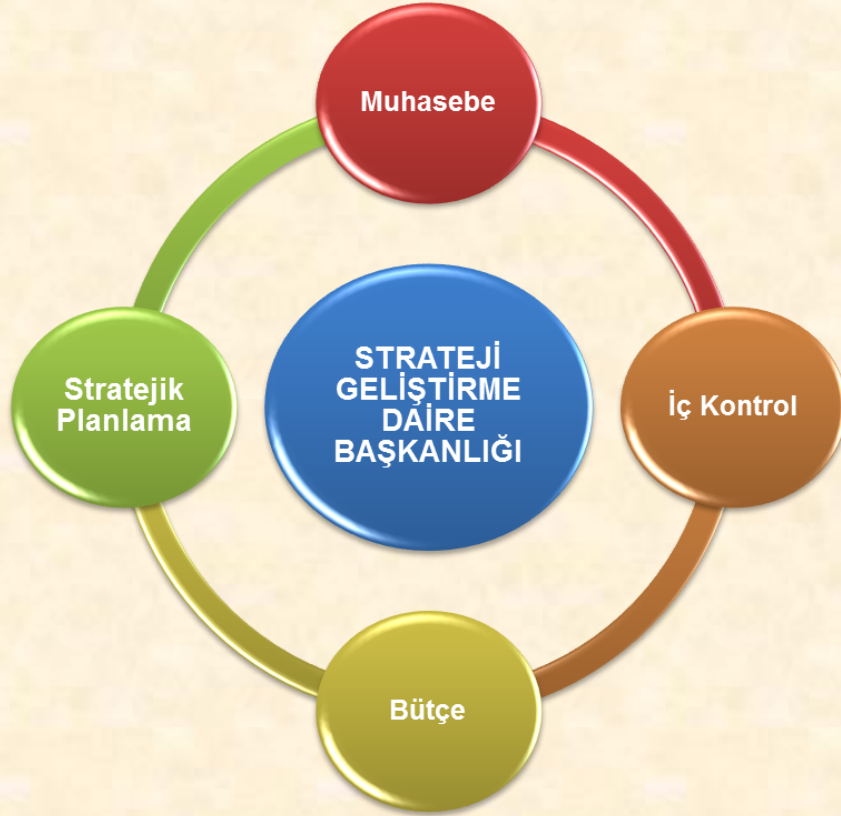 Muhasebe
STRATEJİ
GELİŞTİRME
DAİRE
BAŞKANLIĞI
Stratejik
Planlama
İç Kontrol
Bütçe